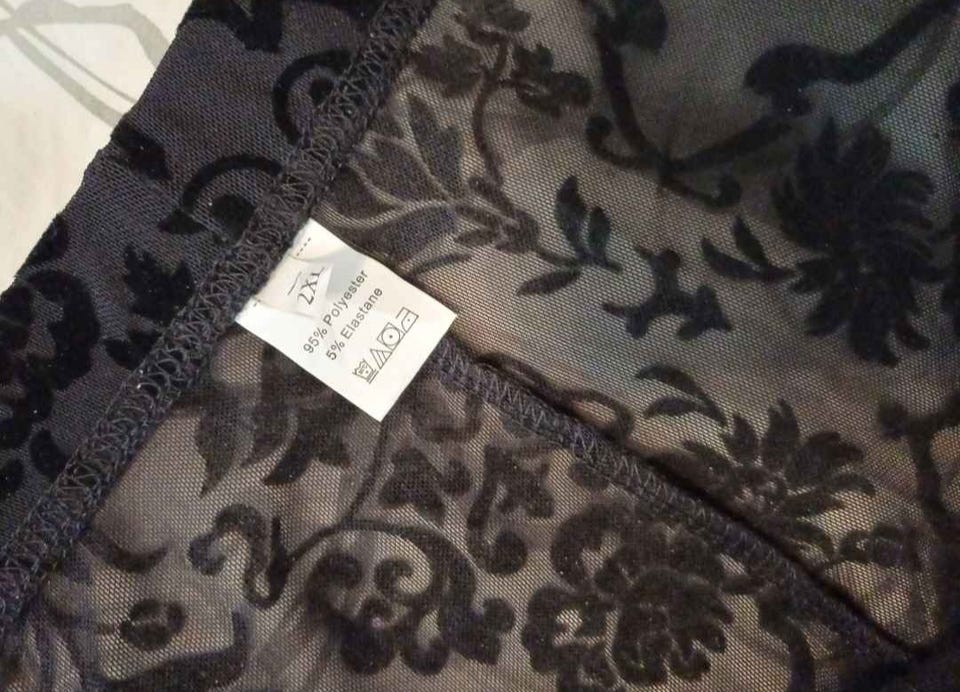 2XL
95% Polyester
5% Elastane